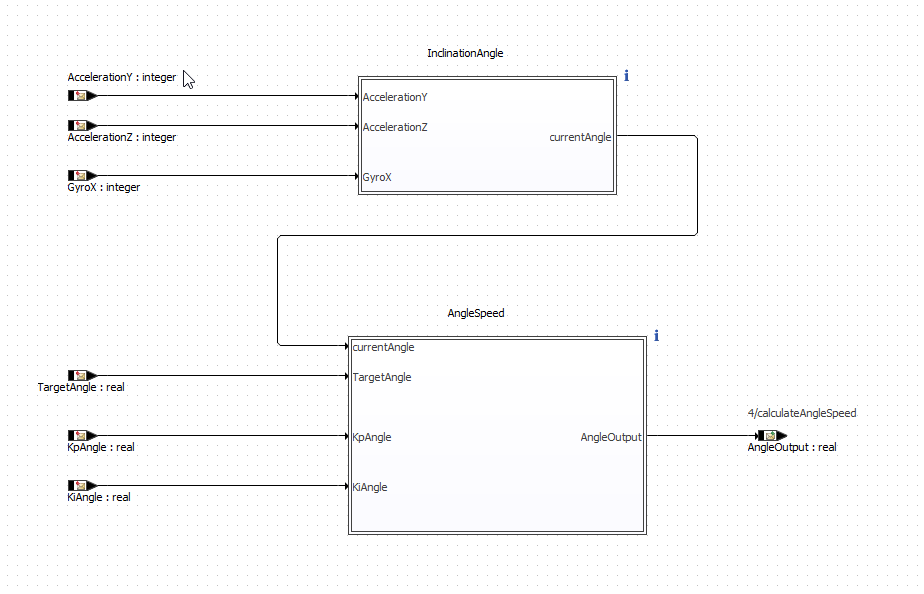 InclinationAngle
AccelerationY : integer
i
AccelerationY
AccelerationZ
AccelerationZ : integer
currentAngle
GyroX
GyroX : integer
AngleSpeed
i
currentAngle
TargetAngle
TargetAngle : real
4/calculateAngleSpeed
KpAngle
AngleOutput
KpAngle : real
AngleOutput : real
KiAngle
KiAngle : real